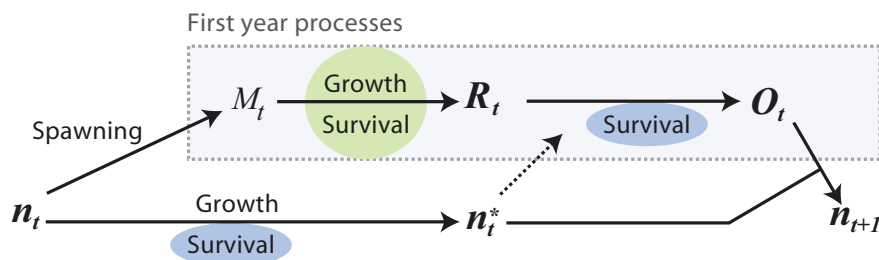 First year processes
Growth
M_t
R_t
O_t
Survival
Survival
Spawning
Growth
n_t
n_t^*
n_{t+1}
Survival